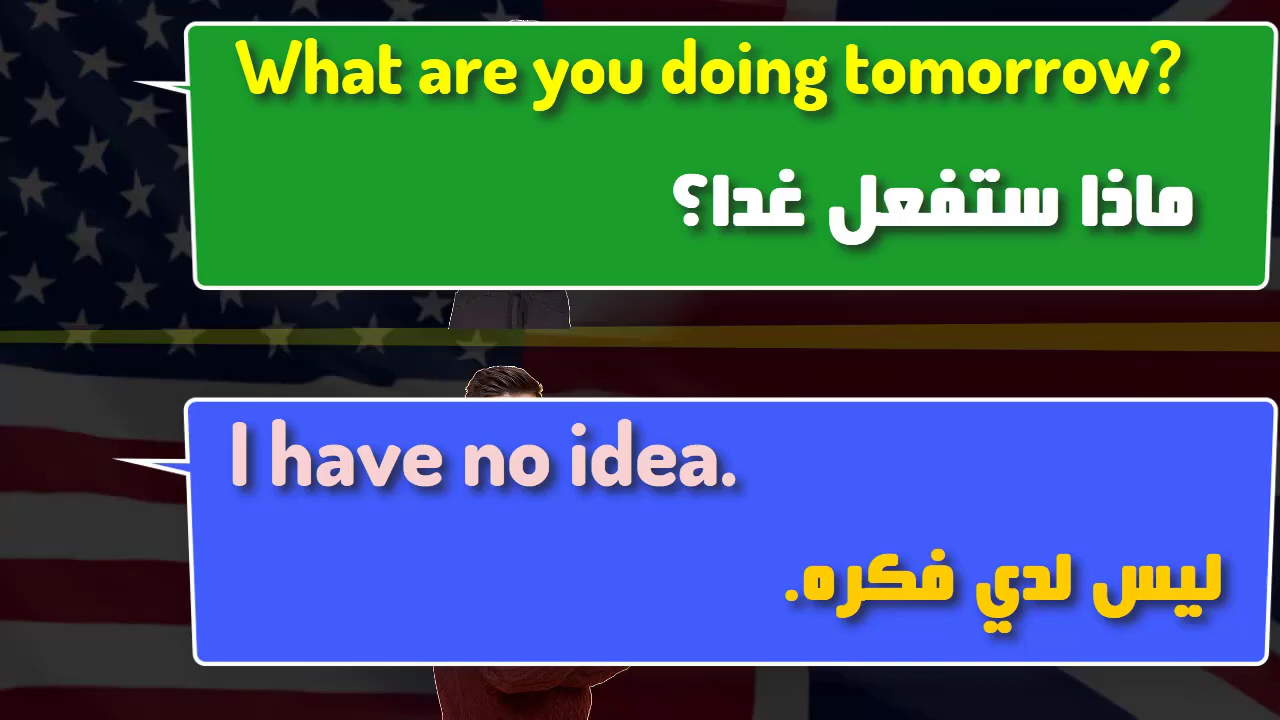 What are you doing tomorrow?
ماذا ستفعل غدا؟
I have no idea.
ليس لدي فكره.